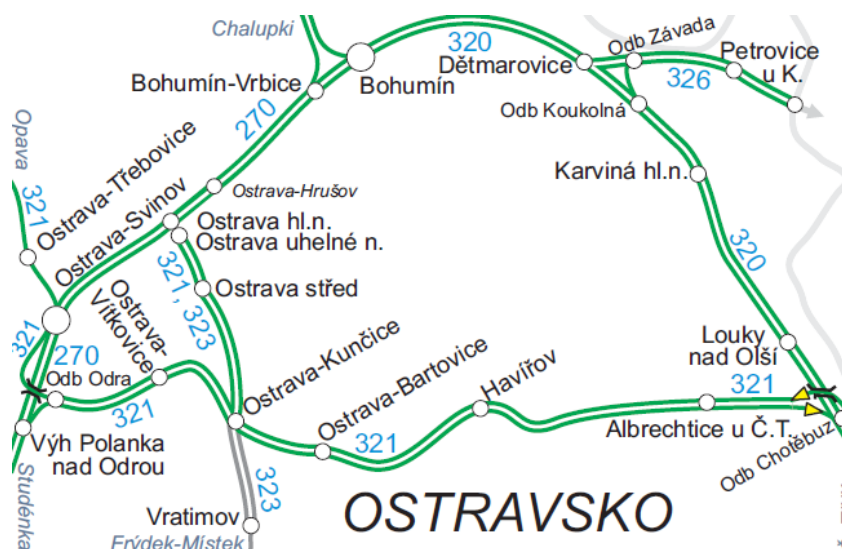 Chalupki
320
Odb Závada
Dětmarovice
Petrovice
u K.
326
Bohumín-Vrbice
Bohumín
270
Odb Koukolná
Opava
321
Ostrava-Třebovice
Karviná hl.n.
Ostrava-Hrušov
Ostrava-Svinov
Ostrava hl.n.
Ostrava uhelné n.
321, 323
320
Ostrava střed
Ostrava-
Vítkovice
321
270
Ostrava-Kunčice
Louky
nad Olší
Odb Odra
Ostrava-Bartovice
Havířov
321
321
Albrechtice u Č.T.
Odb Chotěbuz
Výh Polanka
nad Odrou
321
Studénka
323
Vratimov
OSTRAVSKO
Frýdek-Místek